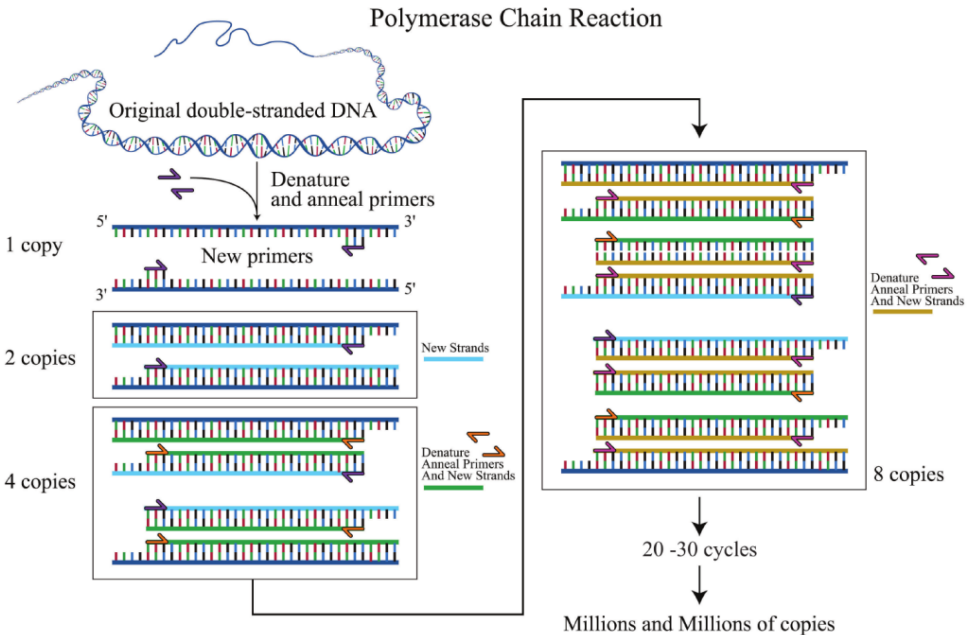 Polymerase Chain Reaction
Original double-stranded DNA
Denature
and anneal primers
5'
3'
1 copy
New primers
3'
5'
2 copies
New Strands
4 copies
Denature
Anneal Primers
And New Strands
Denature
Anneal Primers
And New Strands
8 copies
20 -30 cycles
Millions and Millions of copies